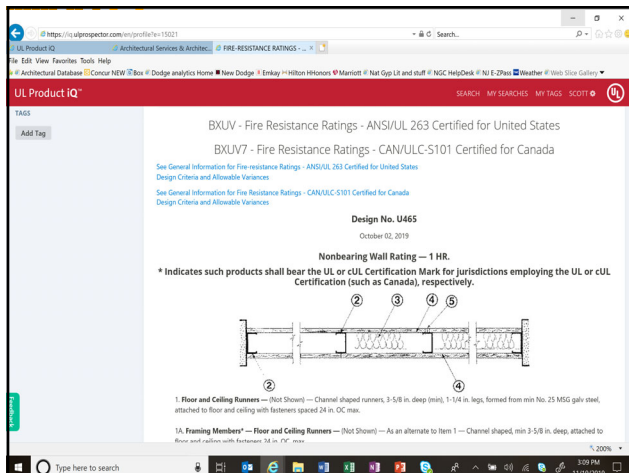 https://iq.ulprospector.com/en/profile?e=15021
Search...
UL Product iQ
Architectural Services & Architec...
FIRE-RESISTANCE RATINGS - ...
File Edit View Favorites Tools Help
Architectural Database Concur NEW Box Dodge analytics Home New Dodge Emkay Hilton HHonors Marriott Nat Gyp Lit and stuff NGC HelpDesk NJ E-ZPass Weather Web Slice Gallery
UL Product iQ™
SEARCH MY SEARCHES MY TAGS SCOTT
UL
TAGS
Add Tag
BXUV - Fire Resistance Ratings - ANSI/UL 263 Certified for United States
BXUV7 - Fire Resistance Ratings - CAN/ULC-S101 Certified for Canada
See General Information for Fire-resistance Ratings - ANSI/UL 263 Certified for United States
Design Criteria and Allowable Variances
See General Information for Fire Resistance Ratings - CAN/ULC-S101 Certified for Canada
Design Criteria and Allowable Variances
Design No. U465
October 02, 2019
Nonbearing Wall Rating — 1 HR.
* Indicates such products shall bear the UL or cUL Certification Mark for jurisdictions employing the UL or cUL
Certification (such as Canada), respectively.
2 3 4 5
2 4
1. Floor and Ceiling Runners — (Not Shown) — Channel shaped runners, 3-5/8 in. deep (min), 1-1/4 in. legs, formed from min No. 25 MSG galv steel,
attached to floor and ceiling with fasteners spaced 24 in. OC max.
1A. Framing Members* — Floor and Ceiling Runners — (Not Shown) — As an alternate to Item 1 — Channel shaped, min 3-5/8 in. deep, attached to
floor and ceiling with fasteners 24 in. OC max.
Feedback
200%
Type here to search
3:09 PM